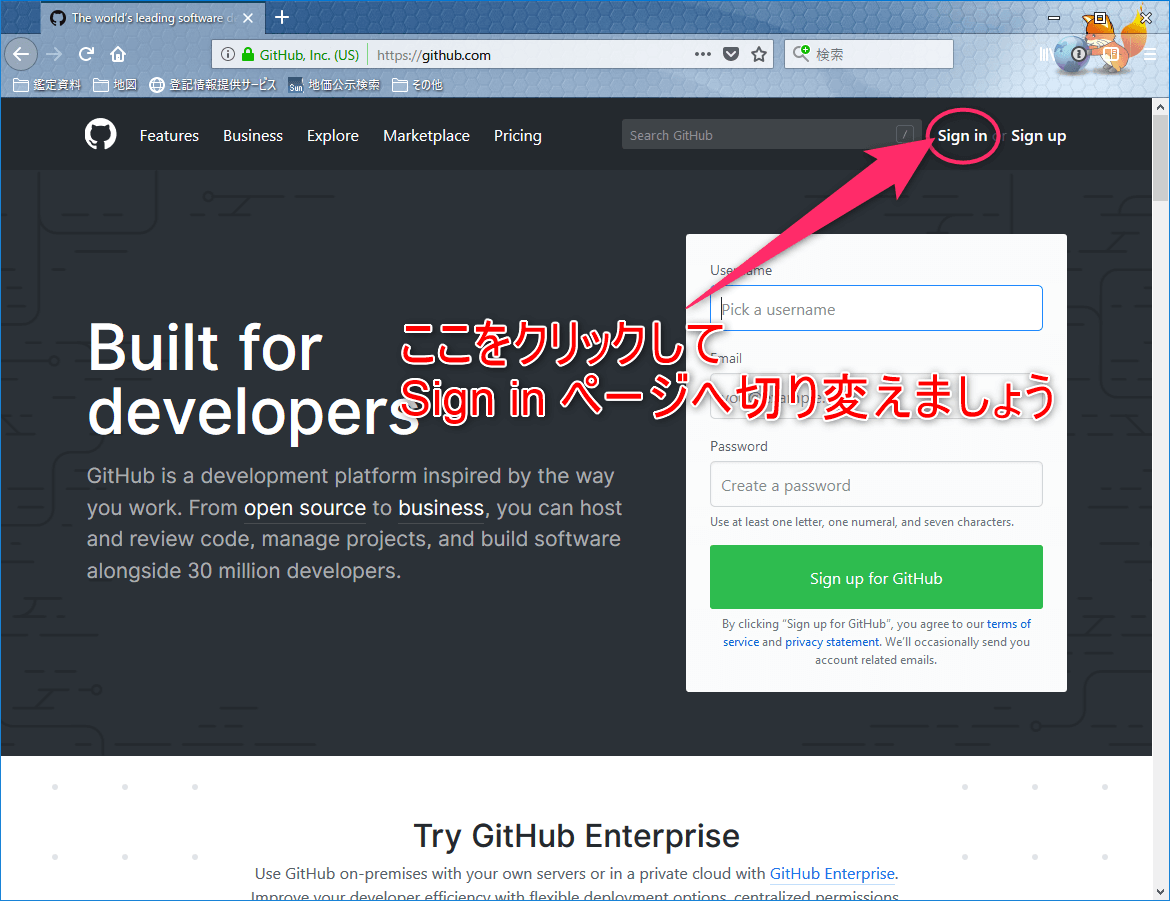 The world's leading software d
GitHub, Inc. (US)
https://github.com
検索
鑑定資料
地図
登記情報提供サービス
Sun
地価公示検索
その他
Features
Business
Explore
Marketplace
Pricing
Search GitHub
/
Sign in or Sign up
Username
Pick a username
ここをクリックして
Sign in ページへ切り変えましょう
Email
Built for
developers
Password
Create a password
Use at least one letter, one numeral, and seven characters.
GitHub is a development platform inspired by the way
you work. From open source to business, you can host
and review code, manage projects, and build software
alongside 30 million developers.
Sign up for GitHub
By clicking “Sign up for GitHub”, you agree to our terms of
service and privacy statement. We’ll occasionally send you
account related emails.
Try GitHub Enterprise
Use GitHub on-premises with your own servers or in a private cloud with GitHub Enterprise.
Improve your developer efficiency with flexible deployment options, centralized permissions,